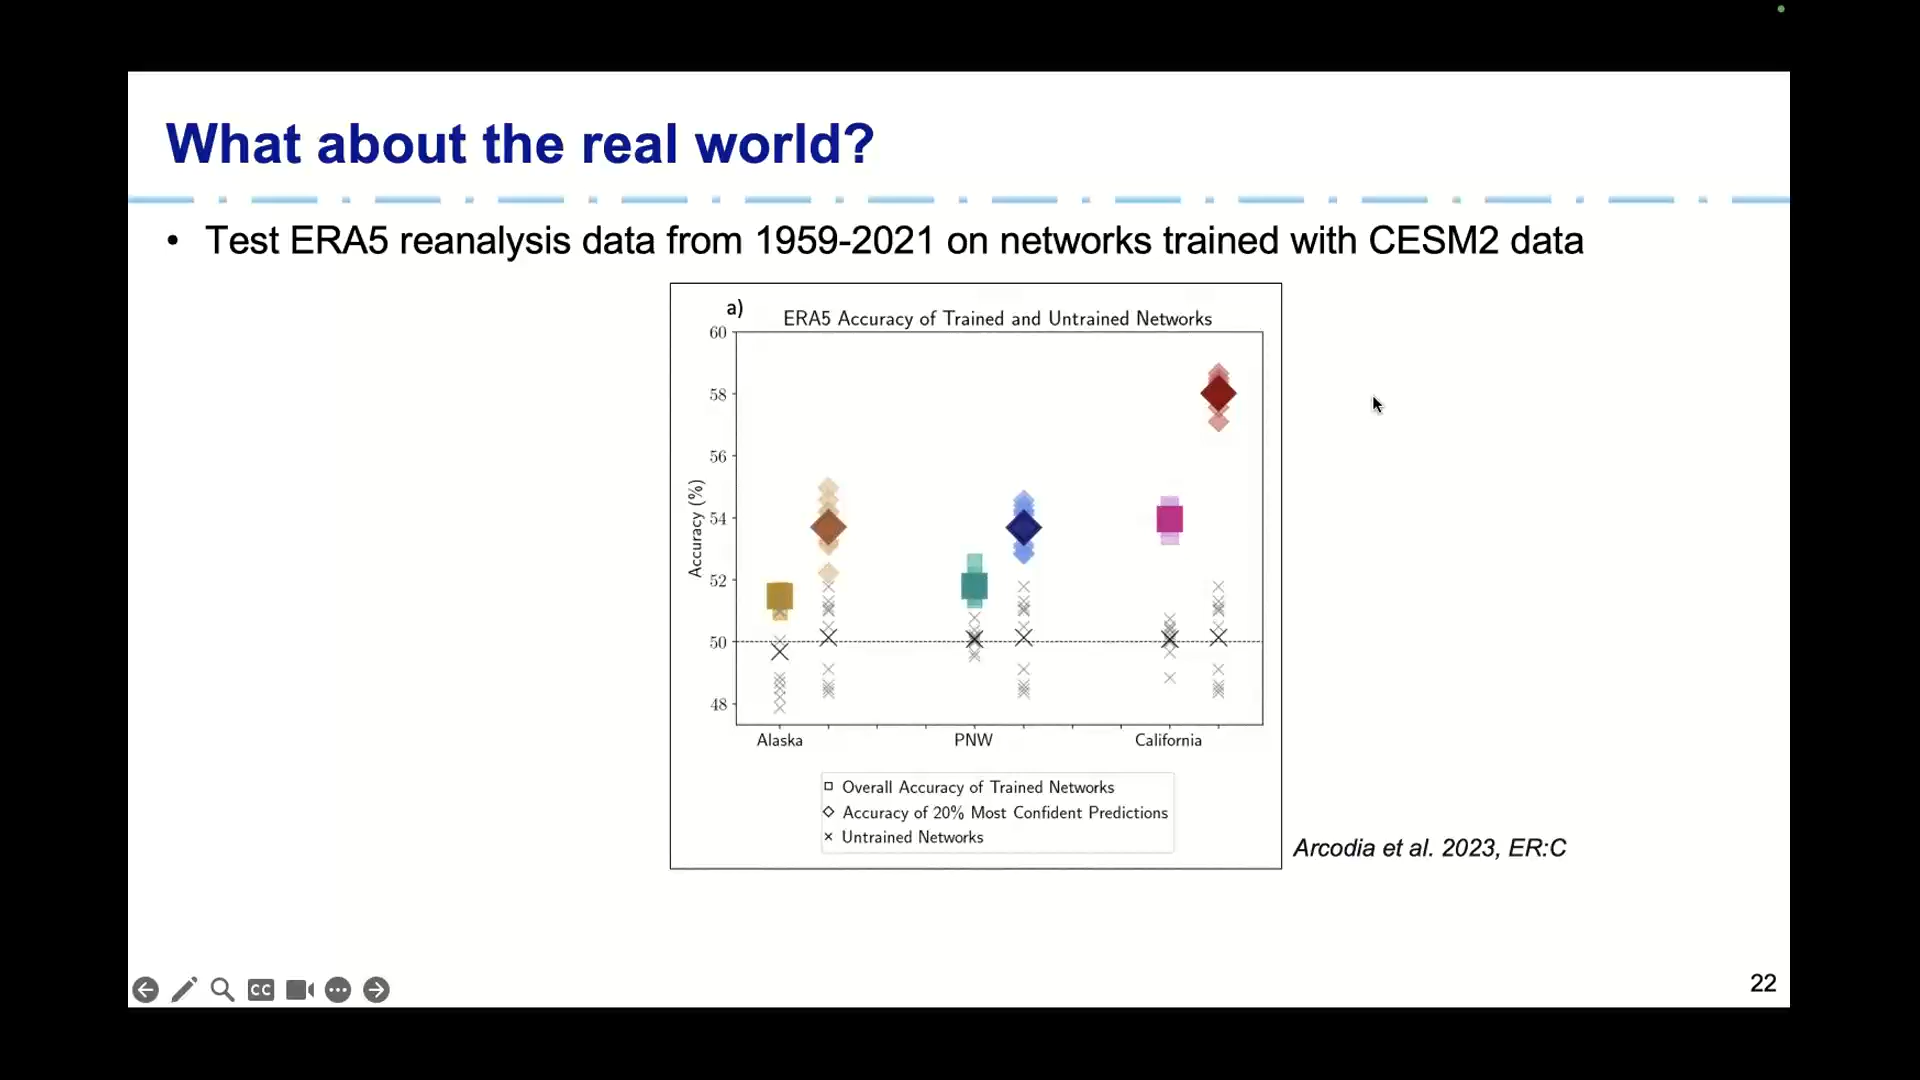 What about the real world?
• Test ERA5 reanalysis data from 1959-2021 on networks trained with CESM2 data
a)
ERA5 Accuracy of Trained and Untrained Networks
60
58
56
54
52
50
48
Accuracy (%)
Alaska
PNW
California
Overall Accuracy of Trained Networks
Accuracy of 20% Most Confident Predictions
Untrained Networks
Arcodia et al. 2023, ER:C
CC
22